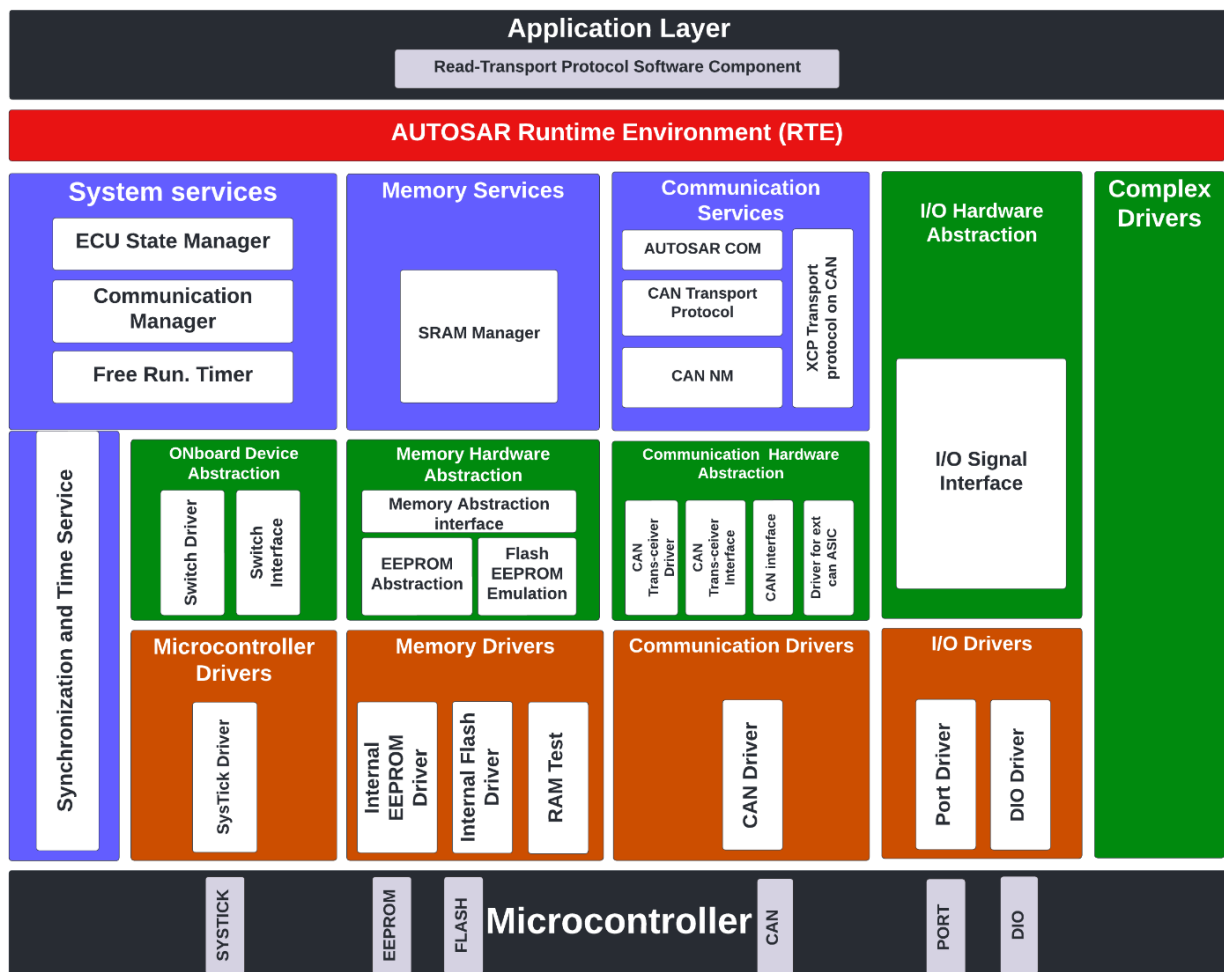 Application Layer
Read-Transport Protocol Software Component
AUTOSAR Runtime Environment (RTE)
System services
ECU State Manager
Communication
Manager
Free Run. Timer
Memory Services
SRAM Manager
Communication
Services
AUTOSAR COM
CAN Transport
Protocol
CAN NM
XCP Transport
protocol on CAN
I/O Hardware
Abstraction
I/O Signal
Interface
Complex
Drivers
Synchronization and Time Service
ONboard Device
Abstraction
Switch Driver
Switch
Interface
Memory Hardware
Abstraction
Memory Abstraction
interface
EEPROM
Abstraction
Flash
EEPROM
Emulation
Communication Hardware
Abstraction
CAN
Trans-ceiver
Driver
CAN
Trans-ceiver
Interface
CAN interface
Driver for ext
can ASIC
Microcontroller
Drivers
SysTick Driver
Memory Drivers
Internal
EEPROM
Driver
Internal Flash
Driver
RAM Test
Communication Drivers
CAN Driver
I/O Drivers
Port Driver
DIO Driver
Microcontroller
SYSTICK
EEPROM
FLASH
CAN
PORT
DIO